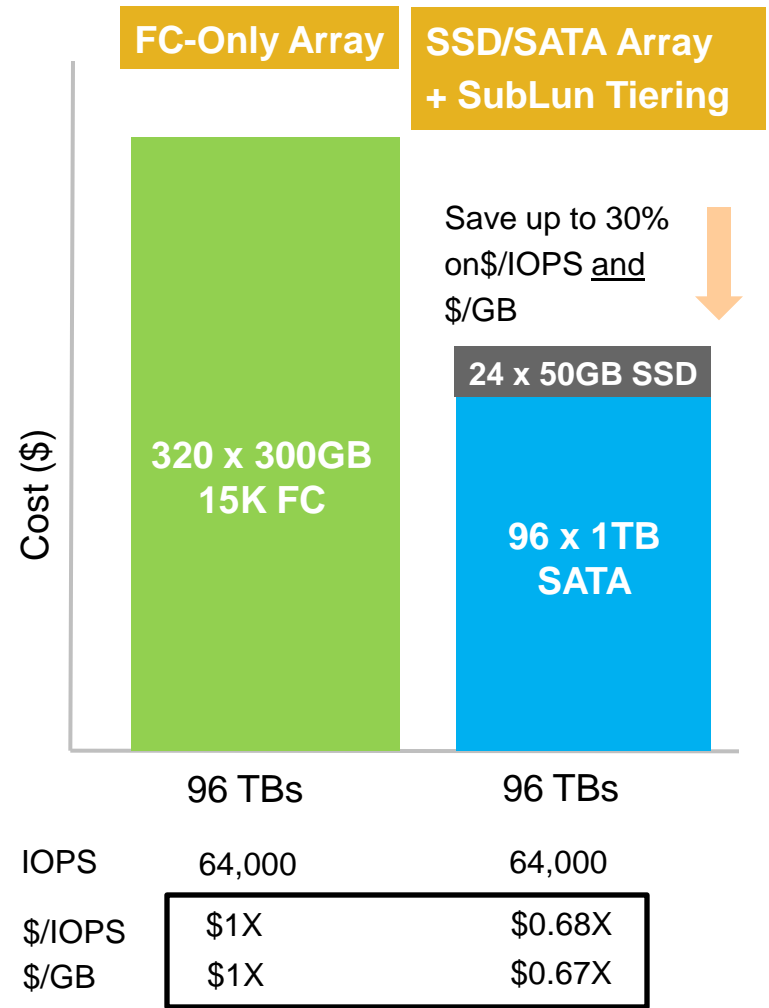 FC-Only Array
SSD/SATA Array
+ SubLun Tiering
Save up to 30%
on$/IOPS and
$/GB
24 x 50GB SSD
320 x 300GB
15K FC
96 x 1TB
SATA
Cost ($)
96 TBs 96 TBs
IOPS 64,000 64,000
$/IOPS $1X $0.68X
$/GB $1X $0.67X